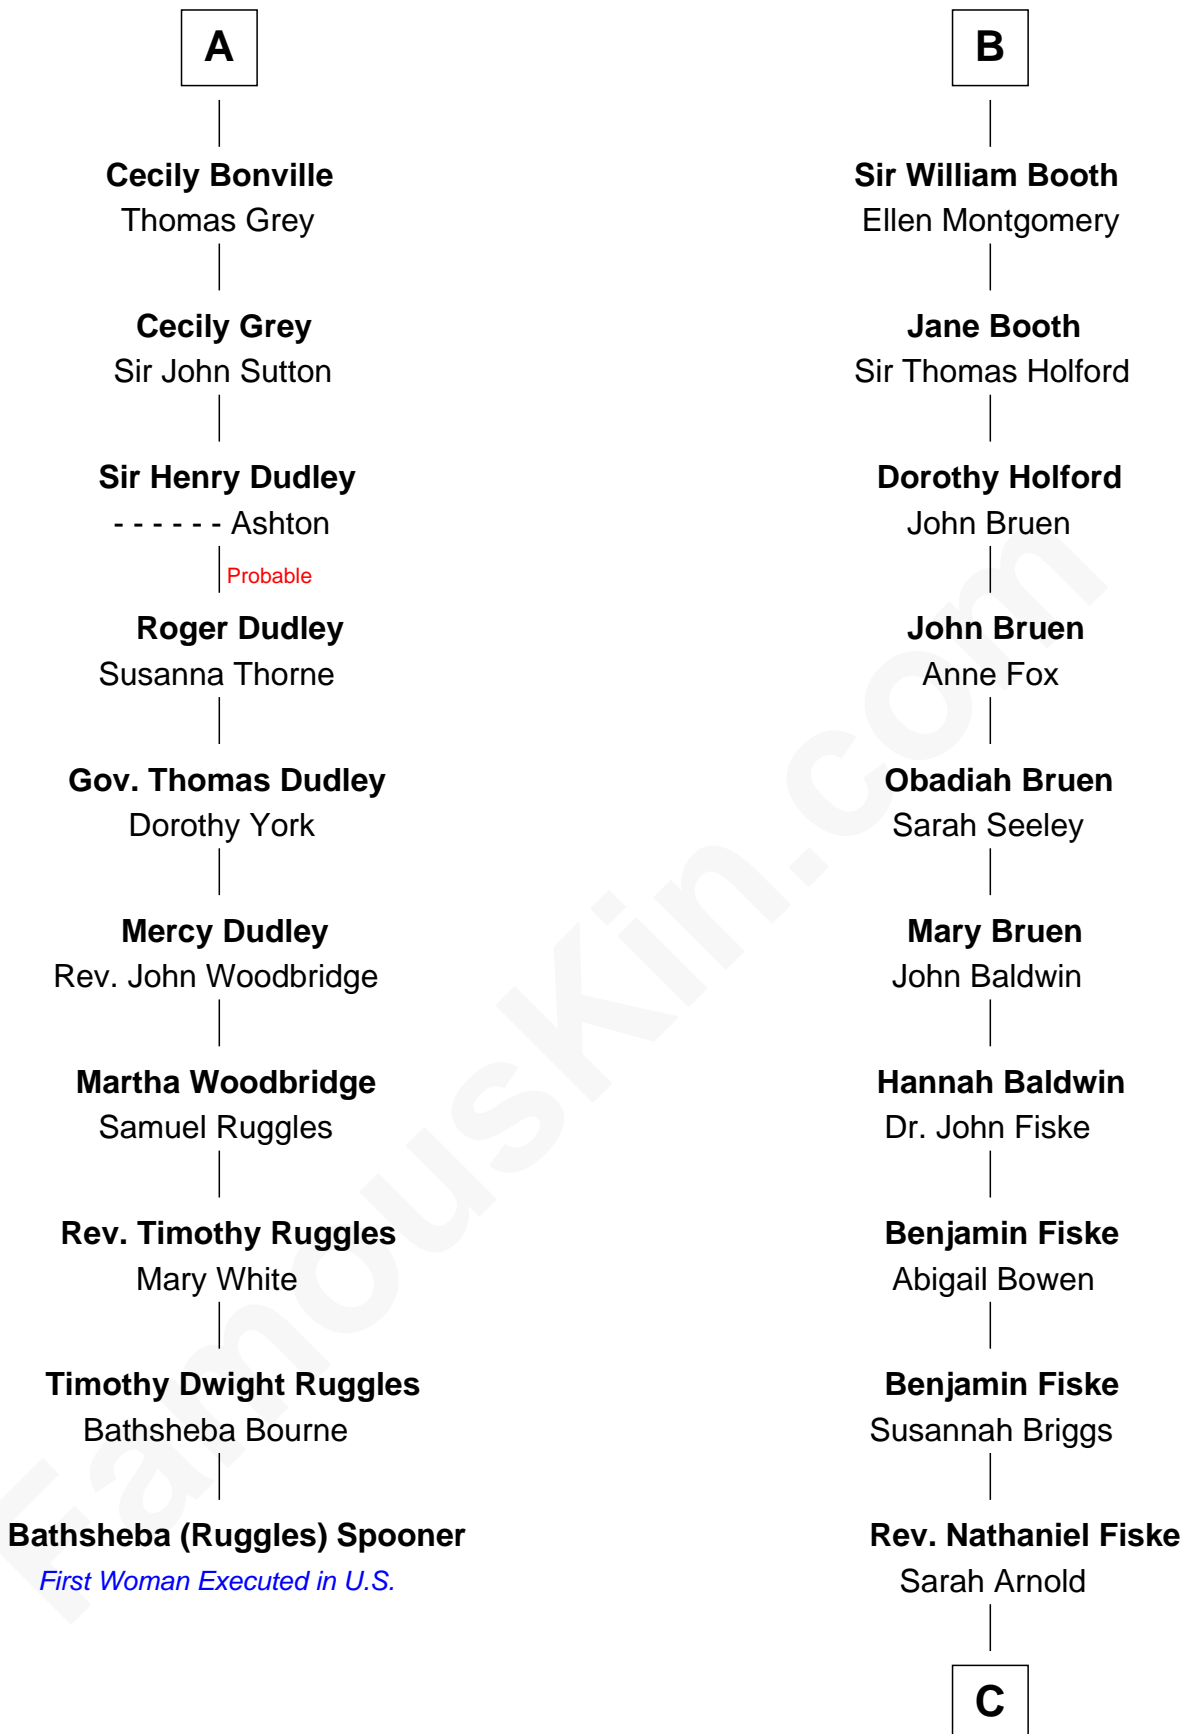 A
Cecily Bonville
Thomas Grey
Cecily Grey
Sir John Sutton
Sir Henry Dudley
- - - - - - Ashton
Probable
Roger Dudley
Susanna Thorne
Gov. Thomas Dudley
Dorothy York
Mercy Dudley
Rev. John Woodbridge
Martha Woodbridge
Samuel Ruggles
Rev. Timothy Ruggles
Mary White
Timothy Dwight Ruggles
Bathsheba Bourne
Bathsheba (Ruggles) Spooner
First Woman Executed in U.S.
B
Sir William Booth
Ellen Montgomery
Jane Booth
Sir Thomas Holford
Dorothy Holford
John Bruen
John Bruen
Anne Fox
Obadiah Bruen
Sarah Seeley
Mary Bruen
John Baldwin
Hannah Baldwin
Dr. John Fiske
Benjamin Fiske
Abigail Bowen
Benjamin Fiske
Susannah Briggs
Rev. Nathaniel Fiske
Sarah Arnold
C
FamousKin.com